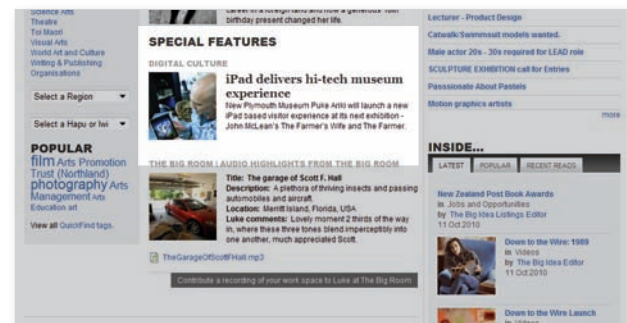 Science Arts
Theatre
Toi Maori
Visual Arts
World Art and Culture
Writing & Publishing
Organisations
Select a Region
Select a Hapu or Iwi
POPULAR
film Arts Promotion
Trust (Northland)
photography Arts
Management Arts
Education art
View all QuickFind tags.
career in a foreign land and how a generous 18th
birthday present changed her life.
SPECIAL FEATURES
DIGITAL CULTURE
iPad delivers hi-tech museum
experience
New Plymouth Museum Puke Ariki will launch a new
iPad based visitor experience at its next exhibition -
John McLean's The Farmer's Wife and The Farmer.
THE BIG ROOM | AUDIO HIGHLIGHTS FROM THE BIG ROOM
Title: The garage of Scott F. Hall
Description: A plethora of thriving insects and passing
automobiles and aircraft.
Location: Merritt Island, Florida, USA
Luke comments: Lovely moment 2 thirds of the way
in, where these three tones blend imperceptibly into
one another, much appreciated Scott.
TheGarageOfScottFHall.mp3
Contribute a recording of your work space to Luke at The Big Room
Lecturer - Product Design
Catwalk/Swimmsuit models wanted.
Male actor 20s - 30s required for LEAD role
SCULPTURE EXHIBITION call for Entries
Passsionate About Pastels
Motion graphics artists
more
INSIDE...
LATEST POPULAR RECENT READS
New Zealand Post Book Awards
in Jobs and Opportunities
by The Big Idea Listings Editor
11 Oct 2010
Down to the Wire: 1989
in Videos
by The Big Idea Editor
11 Oct 2010
Down to the Wire Launch
in Videos